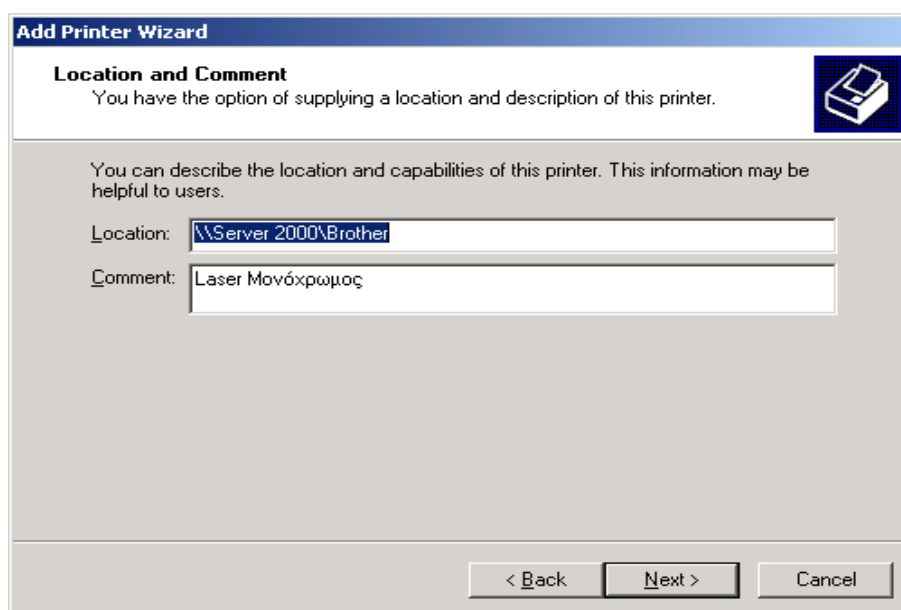 Add Printer Wizard
Location and Comment
You have the option of supplying a location and description of this printer.
You can describe the location and capabilities of this printer. This information may be
helpful to users.
Location: \\Server 2000\Brother
Comment: Laser Μονόχρωμος
< Back Next > Cancel